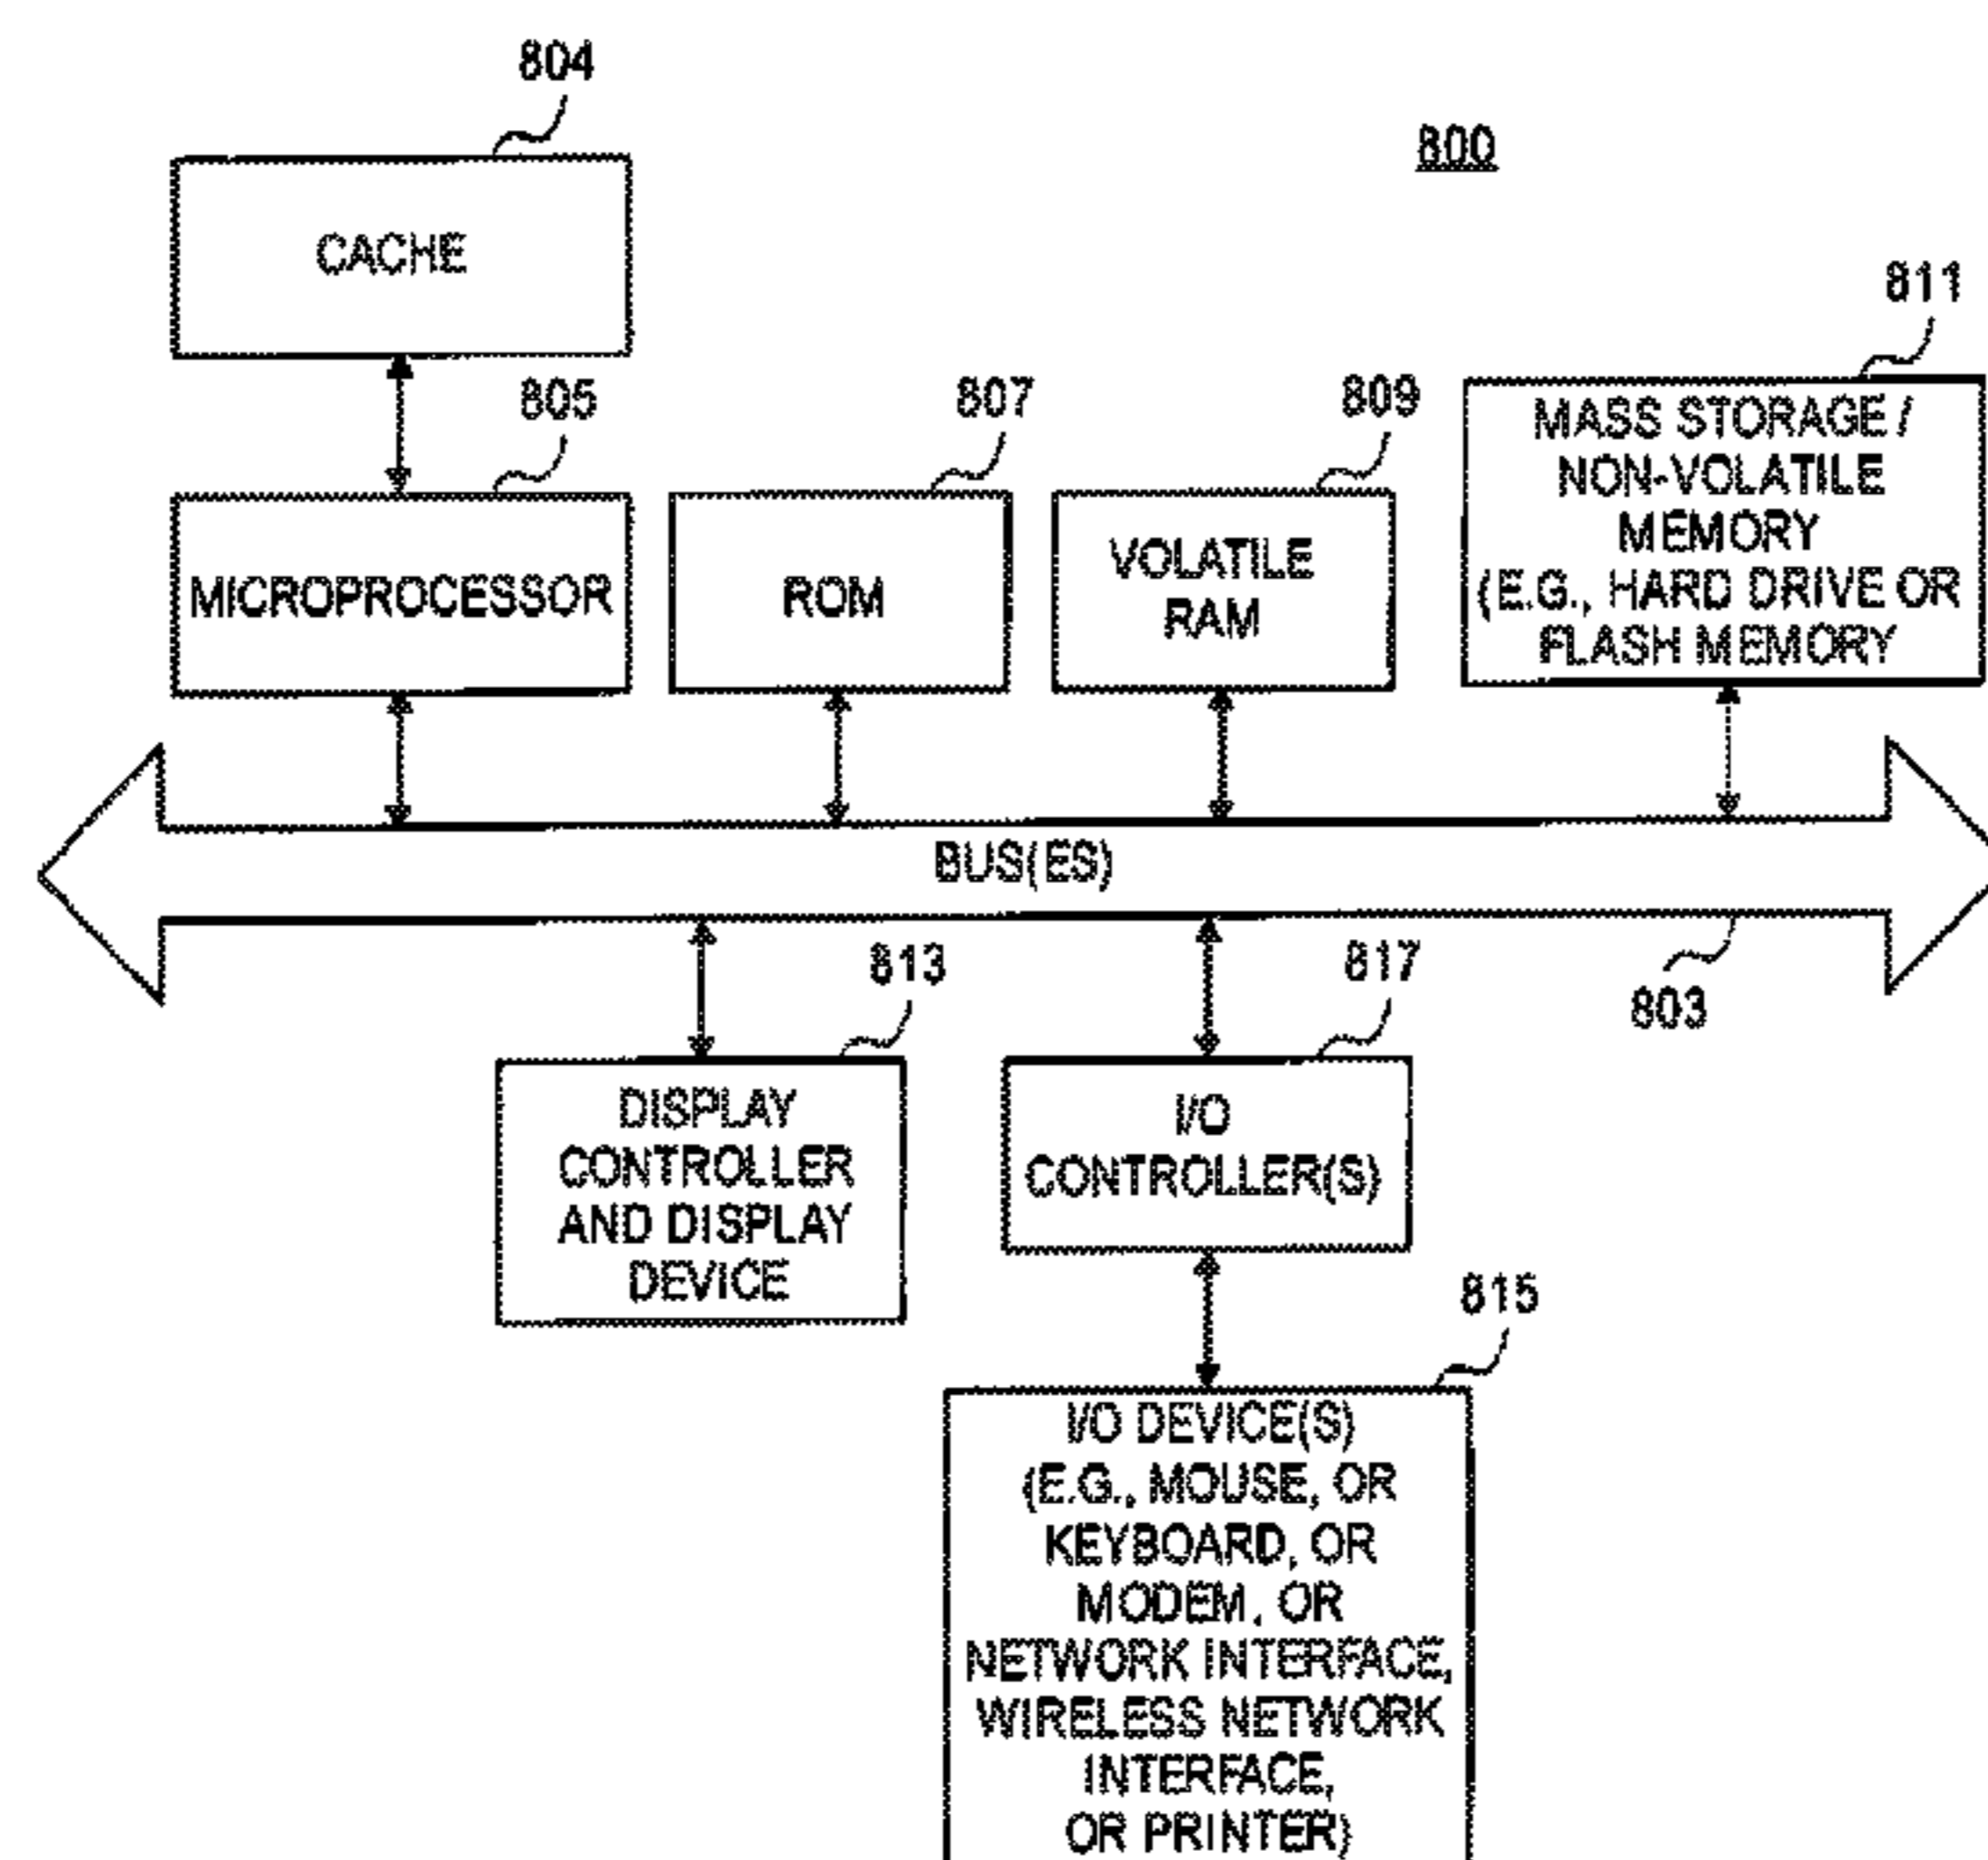 804
800
CACHE
811
805
807
809
MASS STORAGE /
NON-VOLATILE
MEMORY
(E.G., HARD DRIVE OR
FLASH MEMORY
MICROPROCESSOR
ROM
VOLATILE
RAM
BUS(ES)
813
817
803
DISPLAY
CONTROLLER
AND DISPLAY
DEVICE
I/O
CONTROLLER(S)
815
I/O DEVICE(S)
(E.G., MOUSE, OR
KEYBOARD, OR
MODEM, OR
NETWORK INTERFACE,
WIRELESS NETWORK
INTERFACE,
OR PRINTER)